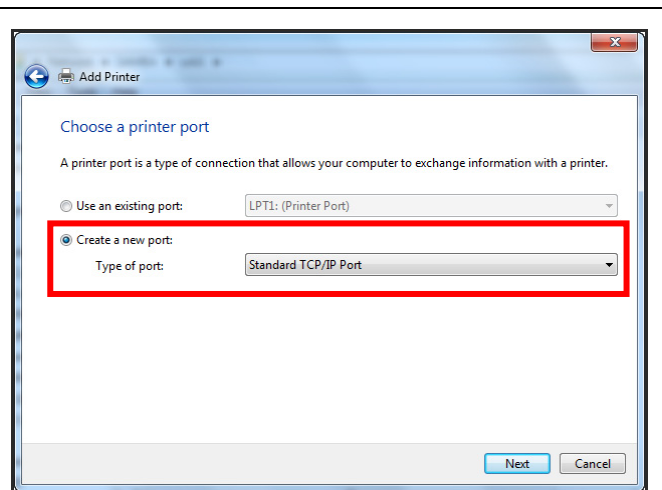 Add Printer
Choose a printer port
A printer port is a type of connection that allows your computer to exchange information with a printer.
Use an existing port: LPT1: (Printer Port)
Create a new port:
Type of port: Standard TCP/IP Port
Next Cancel